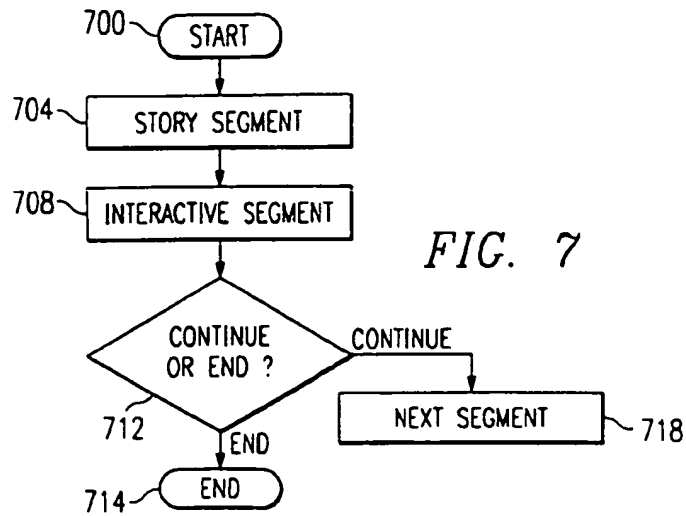 700
START
704
STORY SEGMENT
708
INTERACTIVE SEGMENT
FIG. 7
CONTINUE
OR END ?
CONTINUE
712
NEXT SEGMENT
718
END
714
END